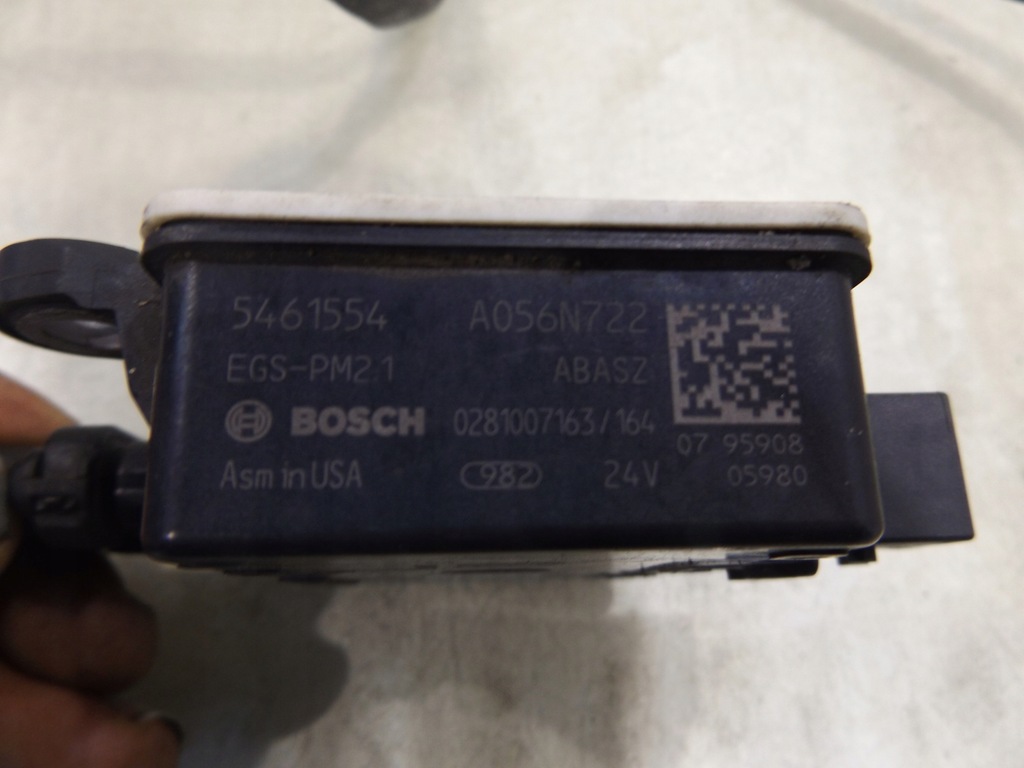 5461554 A056N722
EGS-PM2.1 ABASZ
BOSCH 0281007163/164
07 95908
Asm in USA 982 24V 05980